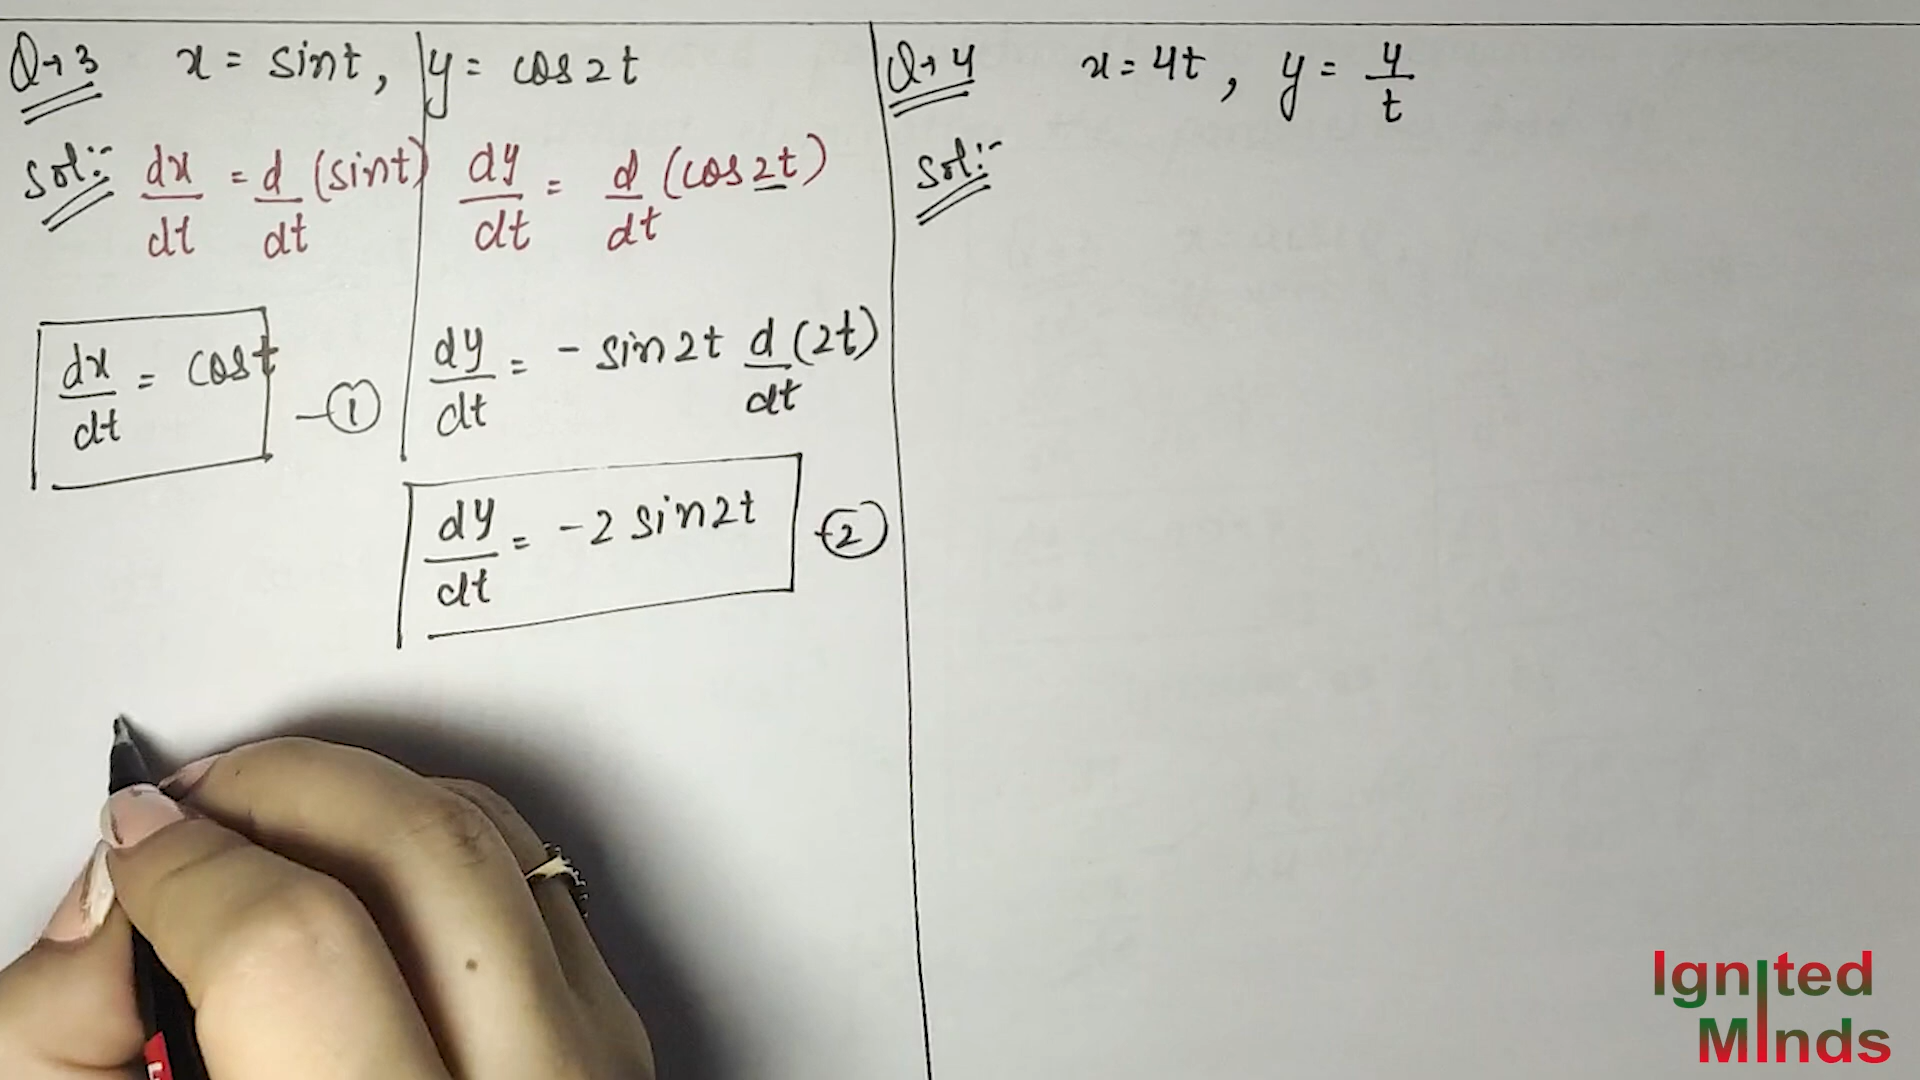 Q→3 x = sint, y = cos2t
Sol:- dx/dt = d/dt (sint) dy/dt = d/dt (cos2t)
dx/dt = cost —① dy/dt = - sin2t d/dt (2t)
dy/dt = -2 sin2t —②
Q→4 x = 4t, y = 4/t
Sol:-
Ignited
Minds